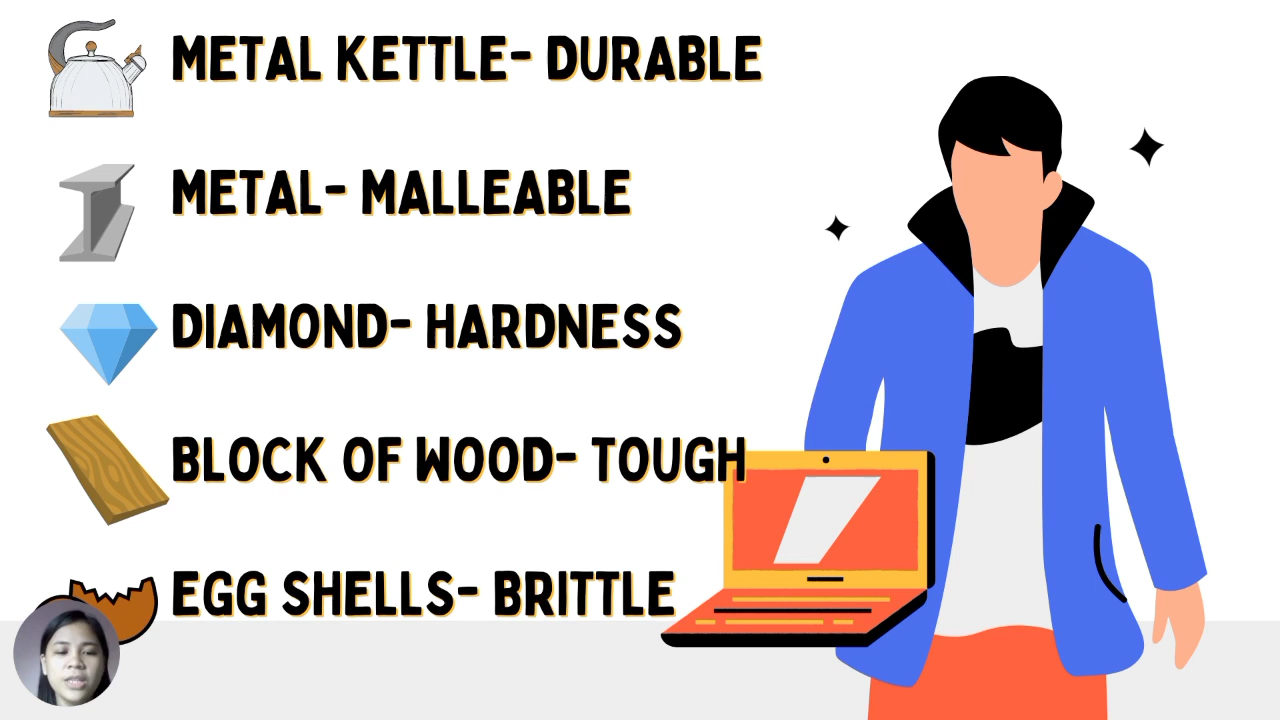 METAL KETTLE- DURABLE
METAL- MALLEABLE
DIAMOND- HARDNESS
BLOCK OF WOOD- TOUGH
EGG SHELLS- BRITTLE